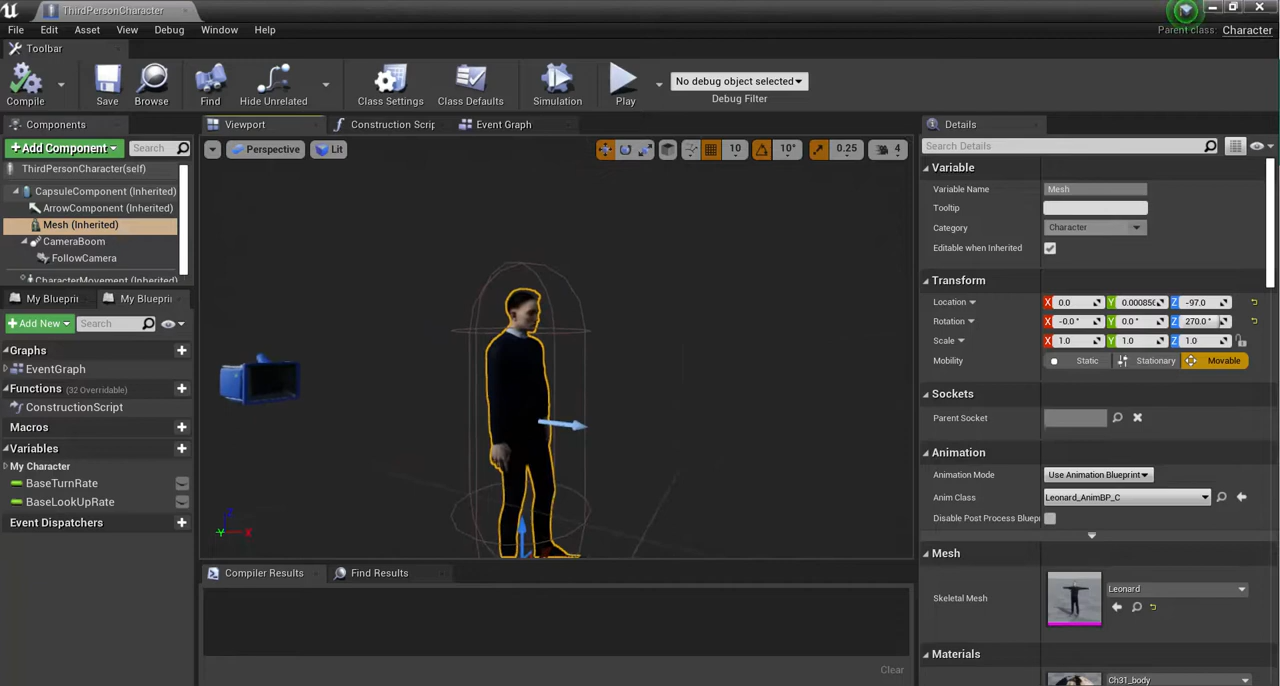 ThirdPersonCharacter
File Edit Asset View Debug Window Help
Parent class: Character
Toolbar
Compile Save Browse Find Hide Unrelated Class Settings Class Defaults Simulation Play
No debug object selected
Debug Filter
Components
Viewport Construction Scrip Event Graph
Details
+Add Component Search
Perspective Lit 10 10° 0.25 4
Search Details
ThirdPersonCharacter(self)
CapsuleComponent (Inherited)
ArrowComponent (Inherited)
Mesh (Inherited)
CameraBoom
FollowCamera
CharacterMovement (Inherited)
My Blueprii My Blueprii
+Add New Search
Graphs
EventGraph
Functions (32 Overridable)
ConstructionScript
Macros
Variables
My Character
BaseTurnRate
BaseLookUpRate
Event Dispatchers
Z X Y
Compiler Results Find Results
Clear
Variable
Variable Name Mesh
Tooltip
Category Character
Editable when Inherited
Transform
Location X 0.0 Y 0.00085 Z -97.0
Rotation X -0.0° Y 0.0° Z 270.0°
Scale X 1.0 Y 1.0 Z 1.0
Mobility Static Stationary Movable
Sockets
Parent Socket
Animation
Animation Mode Use Animation Blueprint
Anim Class Leonard_AnimBP_C
Disable Post Process Bluepr
Mesh
Skeletal Mesh Leonard
Materials
Ch31_body